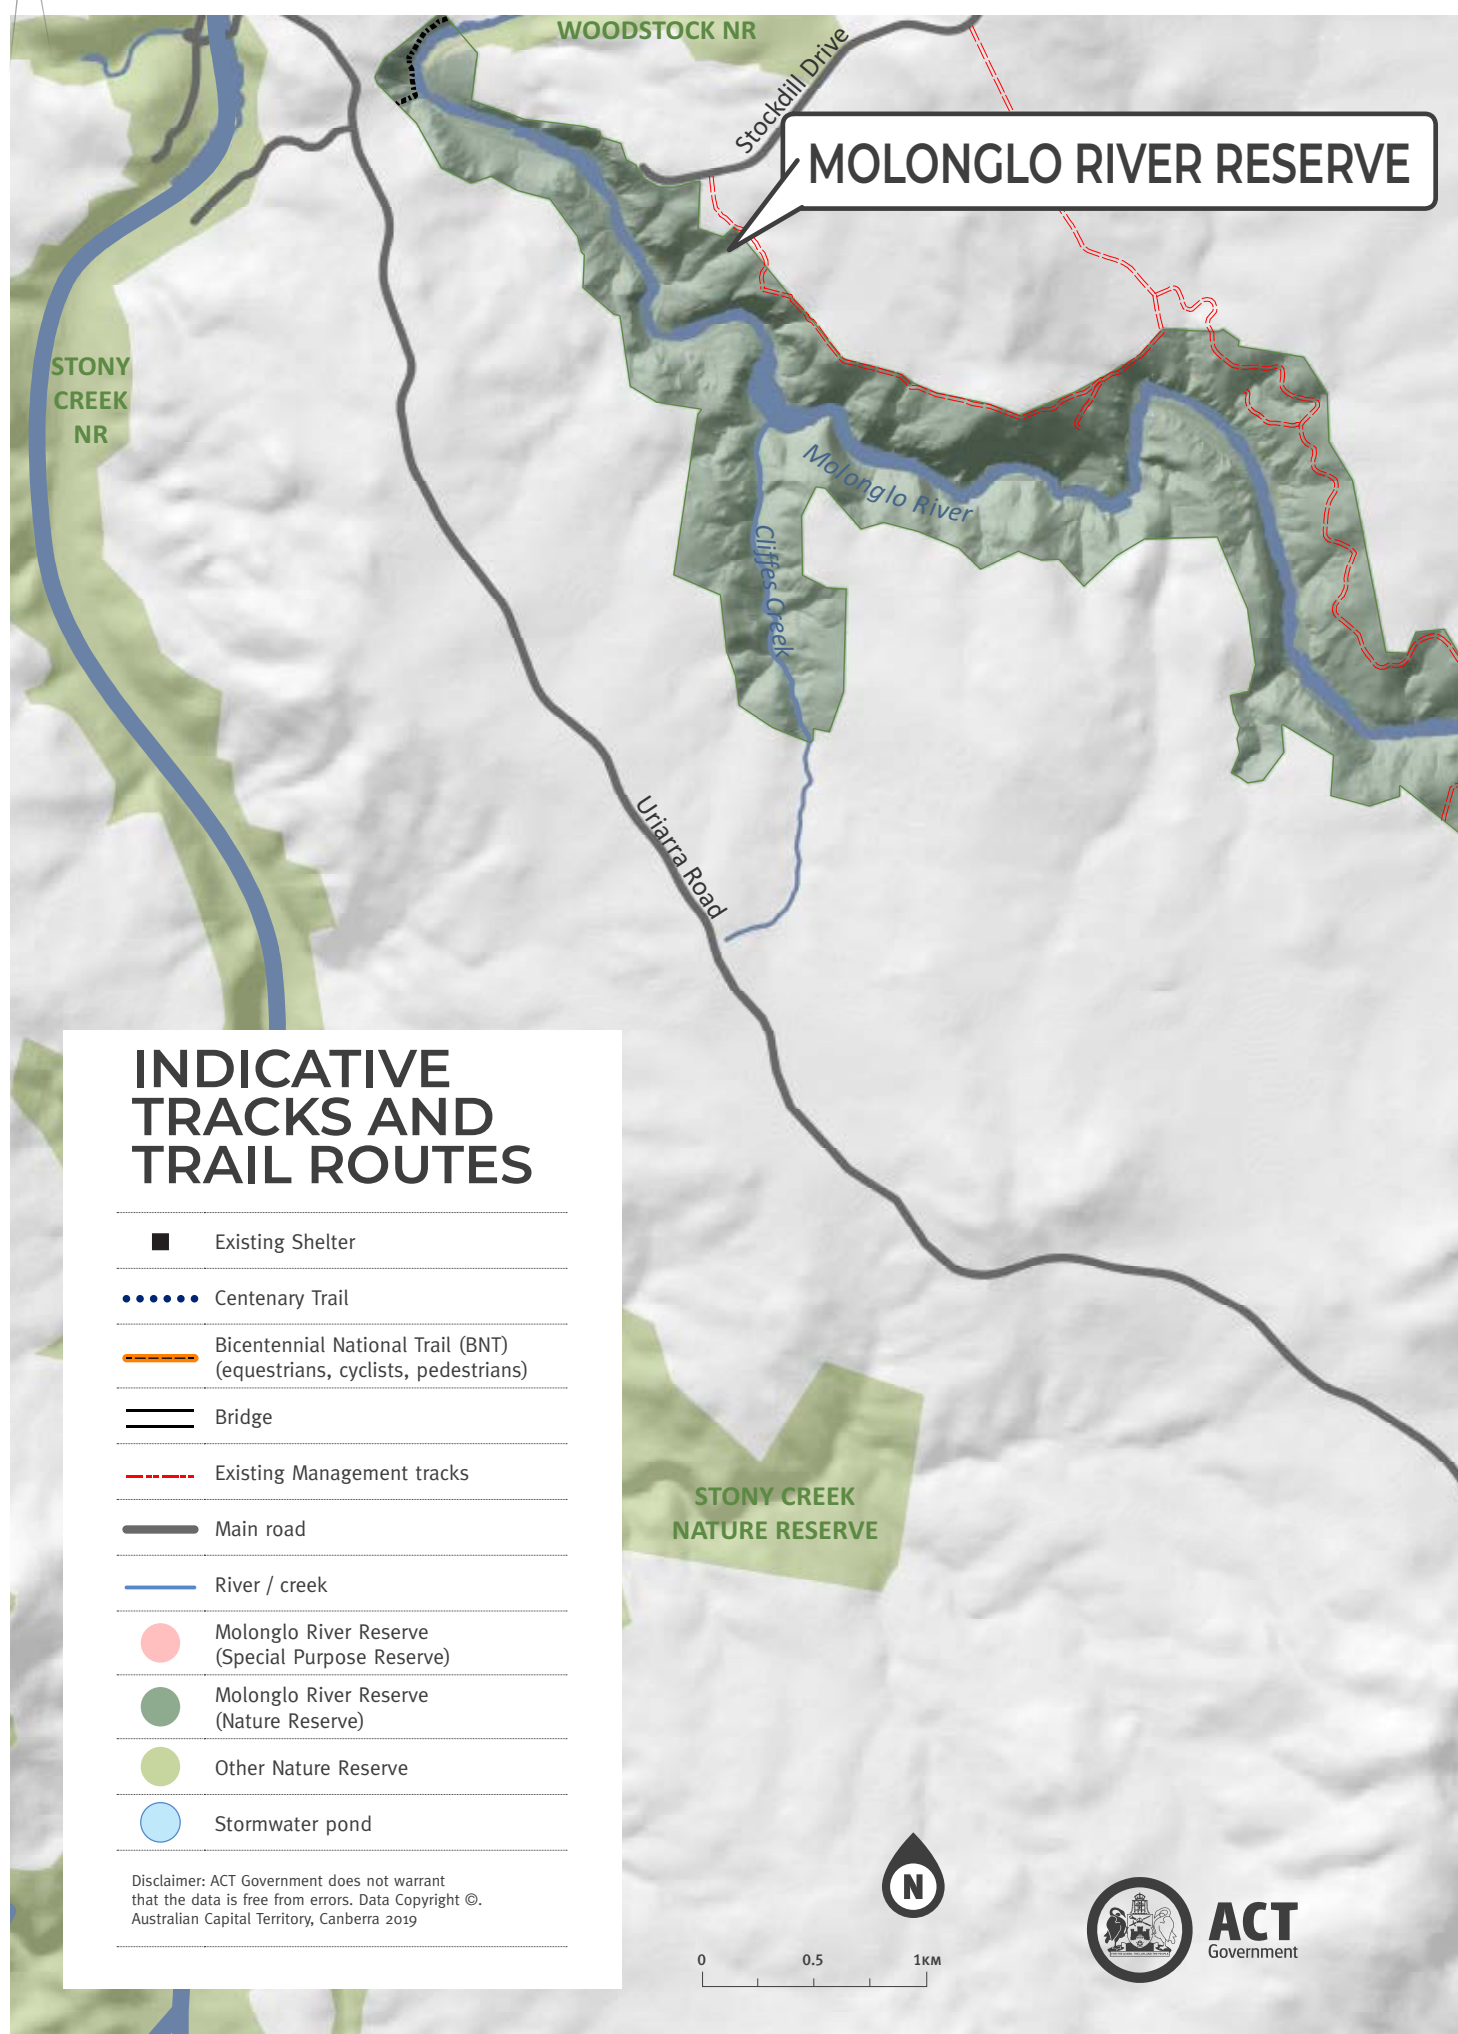 WOODSTOCK NR
Stockdill Drive
MOLONGLO RIVER RESERVE
STONY
CREEK
NR
Molonglo River
Cliffes Creek
Uriarra Road
INDICATIVE
TRACKS AND
TRAIL ROUTES
Existing Shelter
Centenary Trail
Bicentennial National Trail (BNT)
(equestrians, cyclists, pedestrians)
Bridge
Existing Management tracks
Main road
River / creek
Molonglo River Reserve
(Special Purpose Reserve)
Molonglo River Reserve
(Nature Reserve)
Other Nature Reserve
Stormwater pond
Disclaimer: ACT Government does not warrant
that the data is free from errors. Data Copyright ©.
Australian Capital Territory, Canberra 2019
STONY CREEK
NATURE RESERVE
N
0 0.5 1KM
ACT
Government